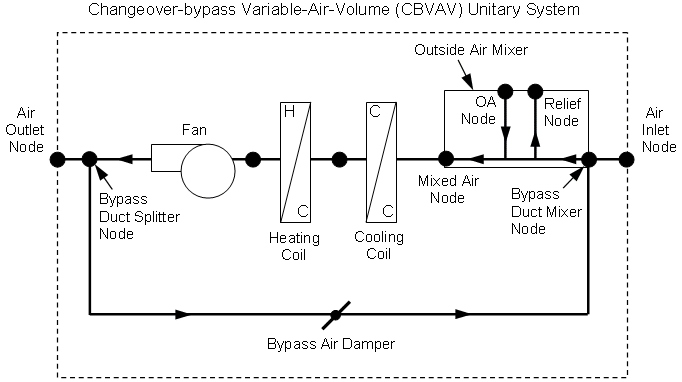 Changeover-bypass Variable-Air-Volume (CBVAV) Unitary System
Outside Air Mixer
Air
Outlet
Node
Fan
H
C
C
C
OA
Node
Relief
Node
Air
Inlet
Node
Bypass
Duct Splitter
Node
Heating
Coil
Cooling
Coil
Mixed Air
Node
Bypass
Duct Mixer
Node
Bypass Air Damper